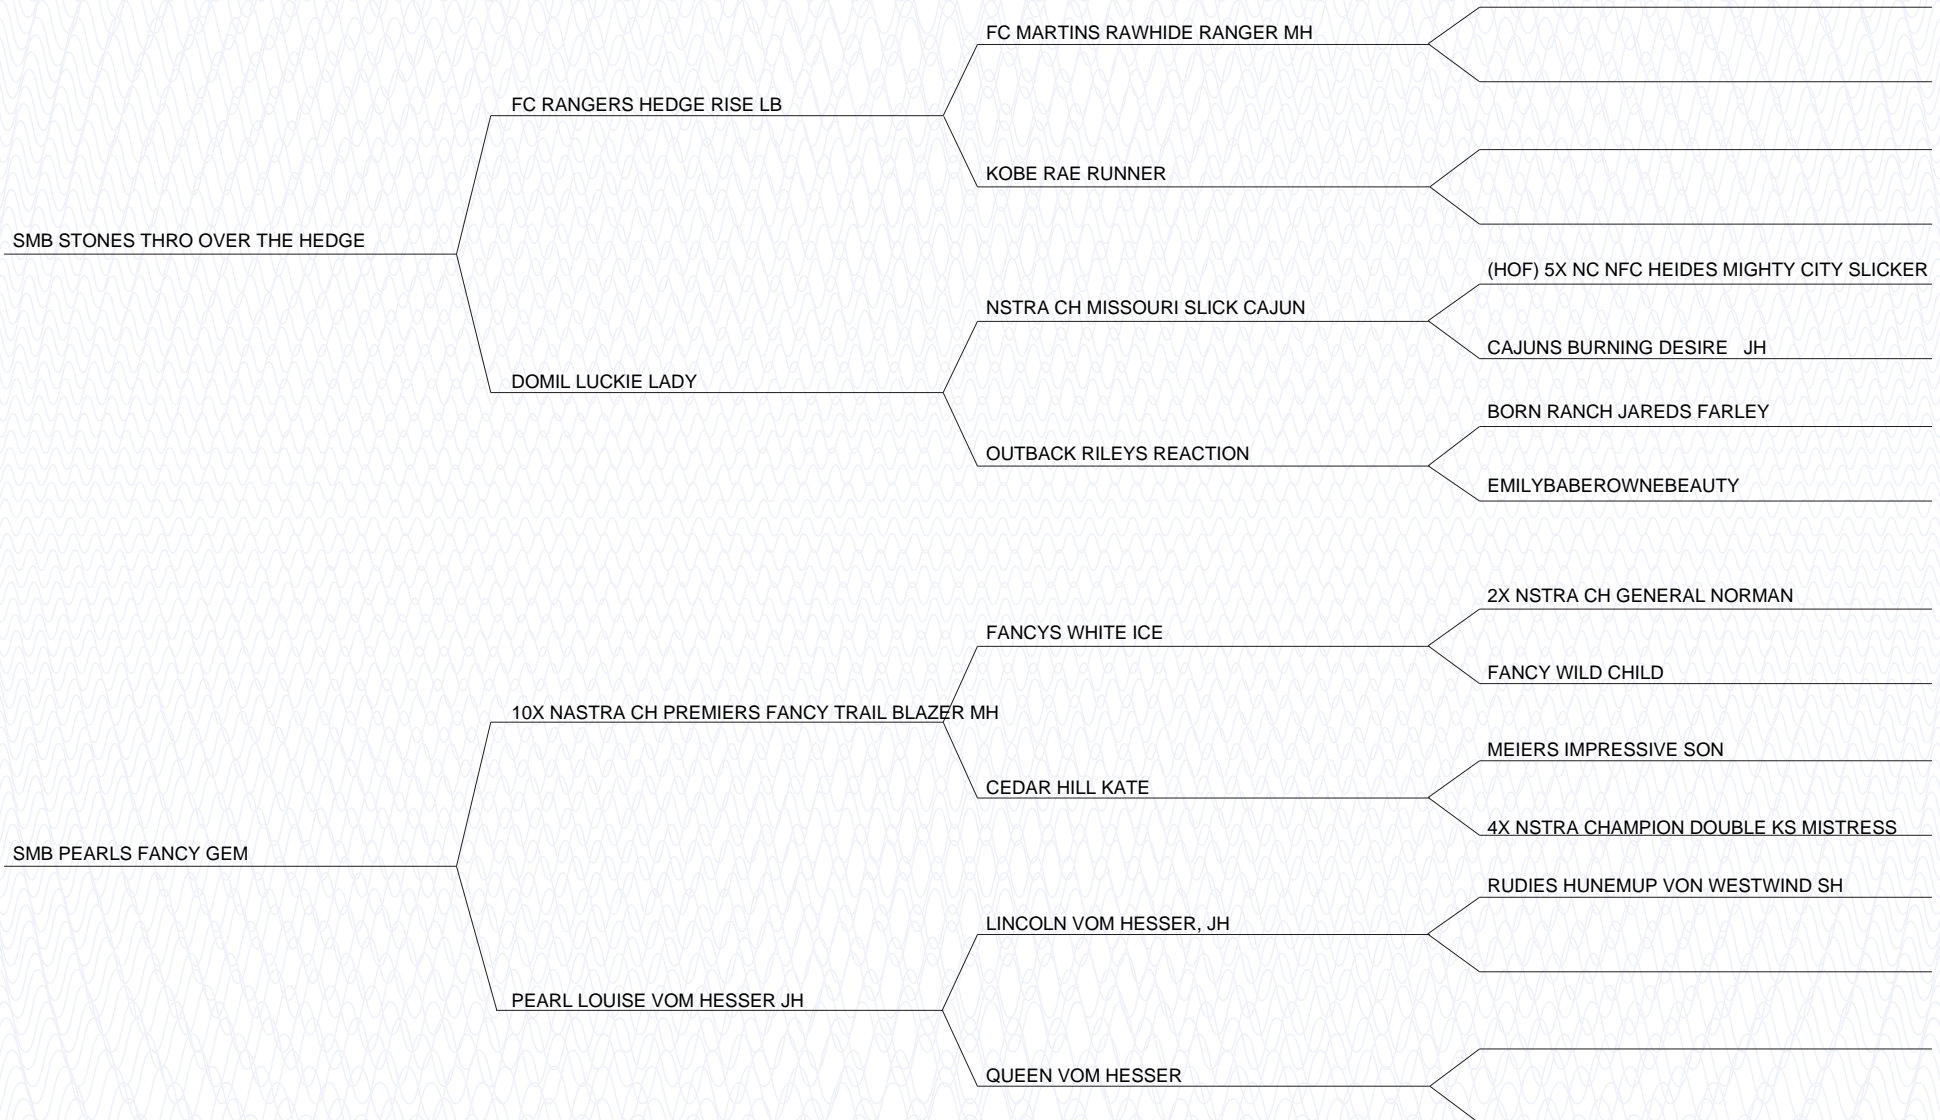 FC MARTINS RAWHIDE RANGER MH
FC RANGERS HEDGE RISE LB
KOBE RAE RUNNER
SMB STONES THRO OVER THE HEDGE
(HOF) 5X NC NFC HEIDES MIGHTY CITY SLICKER
NSTRA CH MISSOURI SLICK CAJUN
CAJUNS BURNING DESIRE JH
DOMIL LUCKIE LADY
BORN RANCH JAREDS FARLEY
OUTBACK RILEYS REACTION
EMILYBABEROWNEBEAUTY
2X NSTRA CH GENERAL NORMAN
FANCYS WHITE ICE
FANCY WILD CHILD
10X NASTRA CH PREMIERS FANCY TRAIL BLAZER MH
MEIERS IMPRESSIVE SON
CEDAR HILL KATE
4X NSTRA CHAMPION DOUBLE KS MISTRESS
SMB PEARLS FANCY GEM
RUDIES HUNEMUP VON WESTWIND SH
LINCOLN VOM HESSER, JH
PEARL LOUISE VOM HESSER JH
QUEEN VOM HESSER